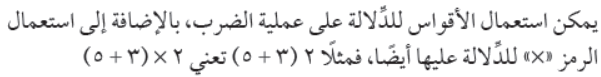 يمكن استعمال الأقواس للدِّلالة على عملية الضرب، بالإضافة إلى استعمال
الرمز «×» للدِّلالة عليها أيضًا، فمثلًا ٢ (٣ + ٥) تعني ٢ × (٣ + ٥)